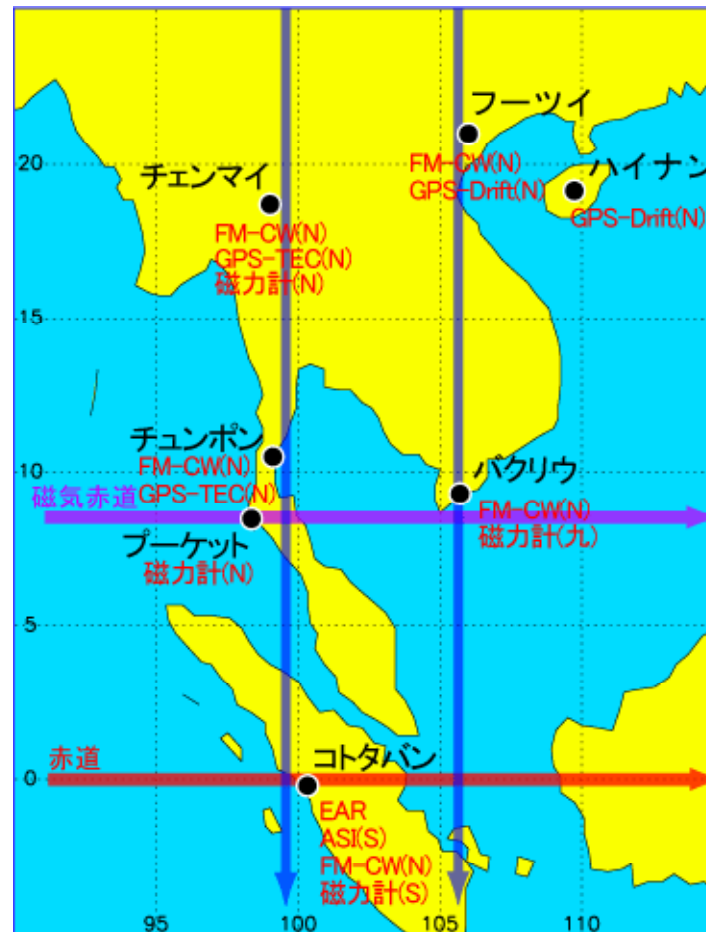 フーツイ
FM-CW(N)
GPS-Drift(N)
ハイナン
GPS-Drift(N)
20
チェンマイ
FM-CW(N)
GPS-TEC(N)
磁力計(N)
15
チュンポン
FM-CW(N)
GPS-TEC(N)
10
バクリウ
FM-CW(N)
磁力計(九)
磁気赤道
プーケット
磁力計(N)
5
赤道
0
コトタバン
EAR
ASI(S)
FM-CW(N)
磁力計(S)
95 100 105 110